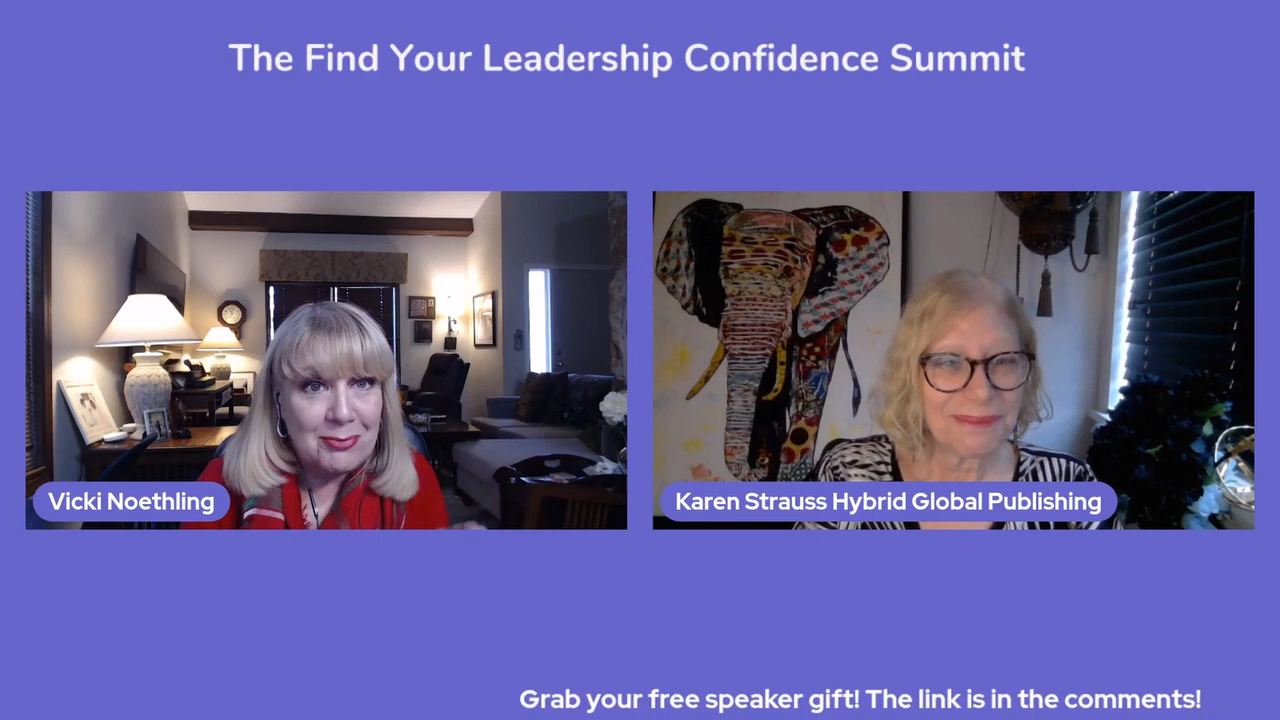 The Find Your Leadership Confidence Summit
Vicki Noethling
Karen Strauss Hybrid Global Publishing
Grab your free speaker gift! The link is in the comments!